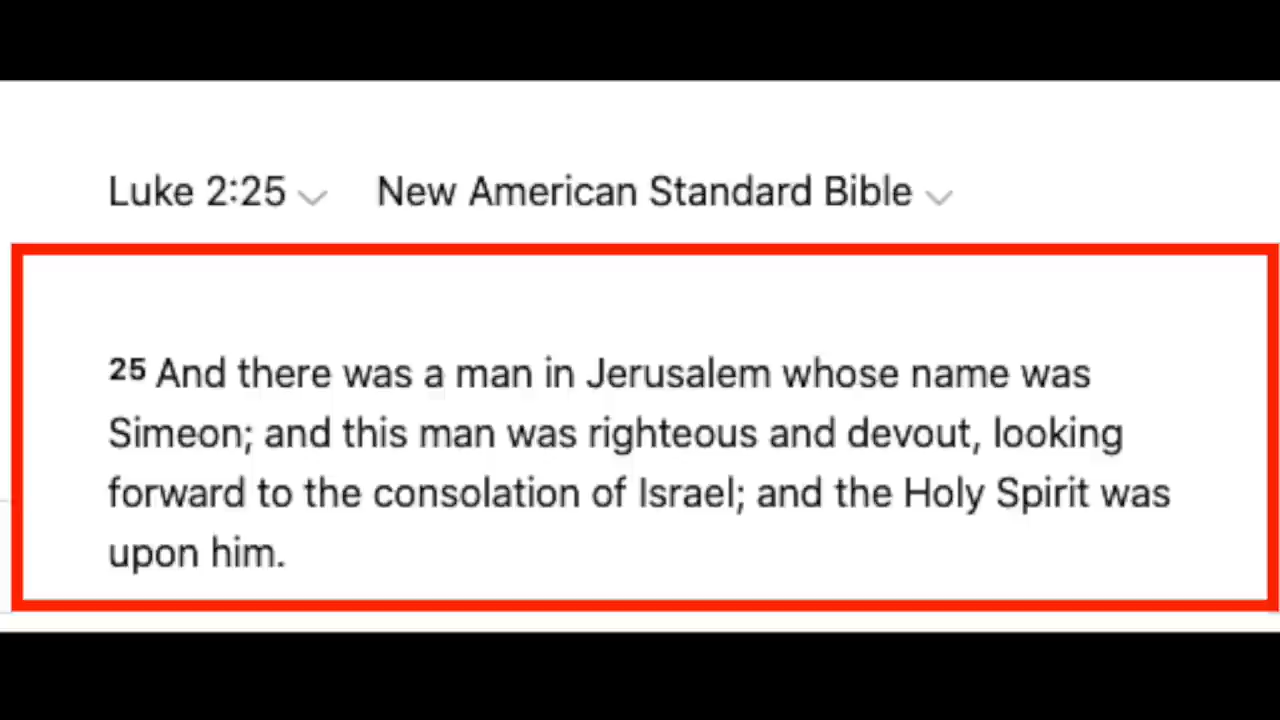 Luke 2:25 New American Standard Bible
25 And there was a man in Jerusalem whose name was
Simeon; and this man was righteous and devout, looking
forward to the consolation of Israel; and the Holy Spirit was
upon him.